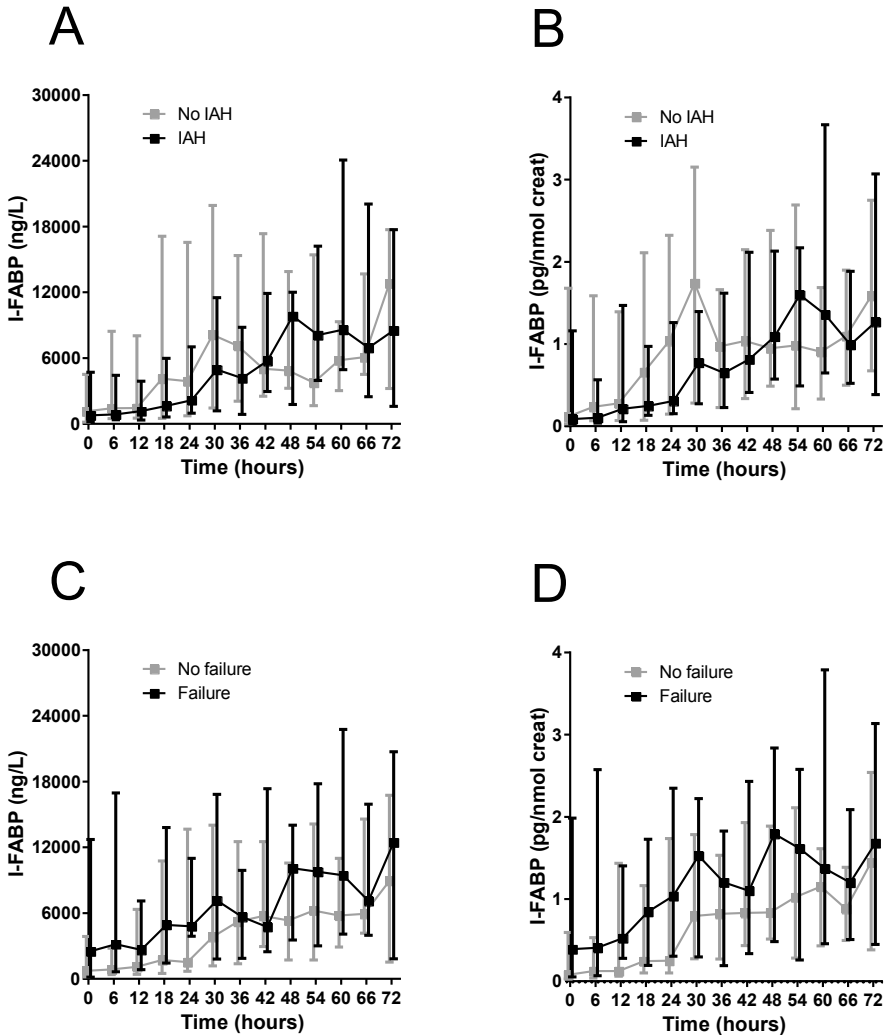 A
30000
24000
18000
12000
6000
0
I-FABP (ng/L)
No IAH
IAH
0 6 12 18 24 30 36 42 48 54 60 66 72
Time (hours)
B
4
3
2
1
0
I-FABP (pg/nmol creat)
No IAH
IAH
0 6 12 18 24 30 36 42 48 54 60 66 72
Time (hours)
C
30000
24000
18000
12000
6000
0
I-FABP (ng/L)
No failure
Failure
0 6 12 18 24 30 36 42 48 54 60 66 72
Time (hours)
D
4
3
2
1
0
I-FABP (pg/nmol creat)
No failure
Failure
0 6 12 18 24 30 36 42 48 54 60 66 72
Time (hours)